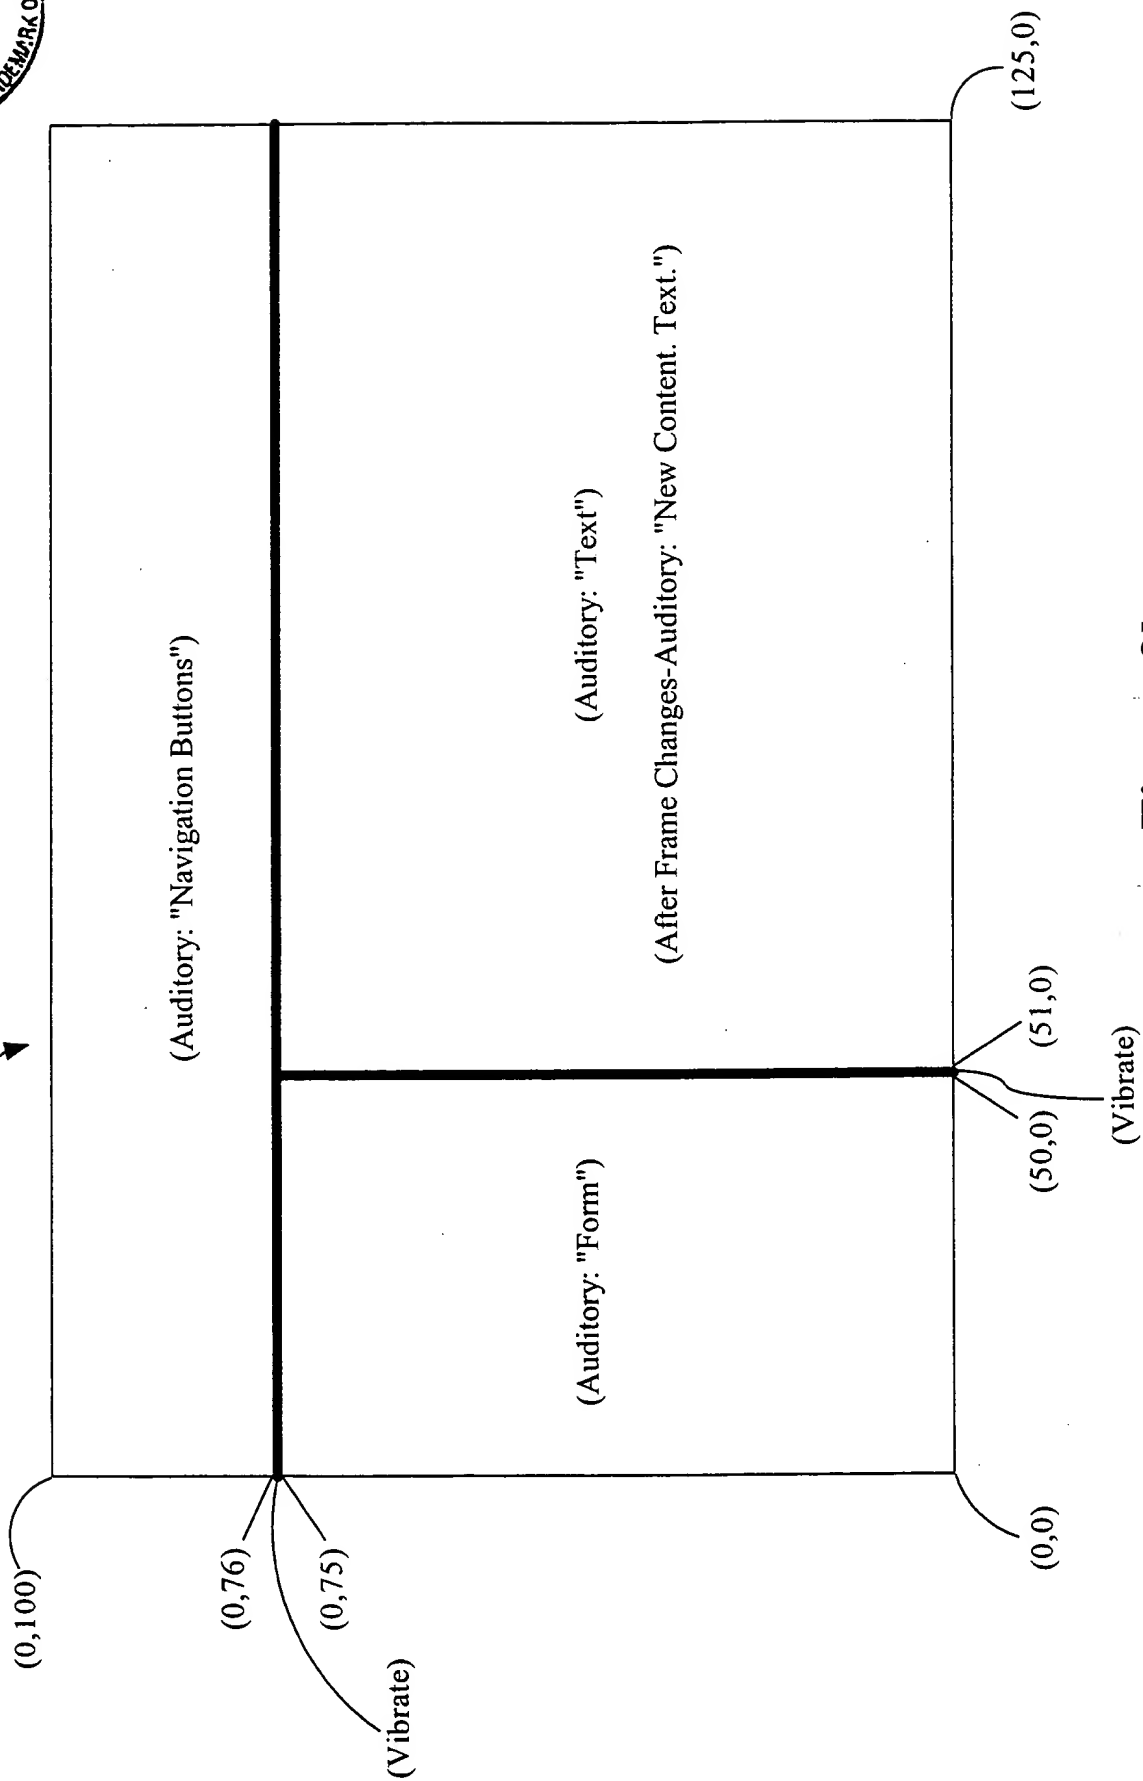 (0,100)
(Auditory: "Navigation Buttons")
(0,76)
(0,75)
(Vibrate)
(Auditory: "Form")
(Auditory: "Text")
(After Frame Changes-Auditory: "New Content. Text.")
(0,0)
(50,0)
(51,0)
(125,0)
(Vibrate)